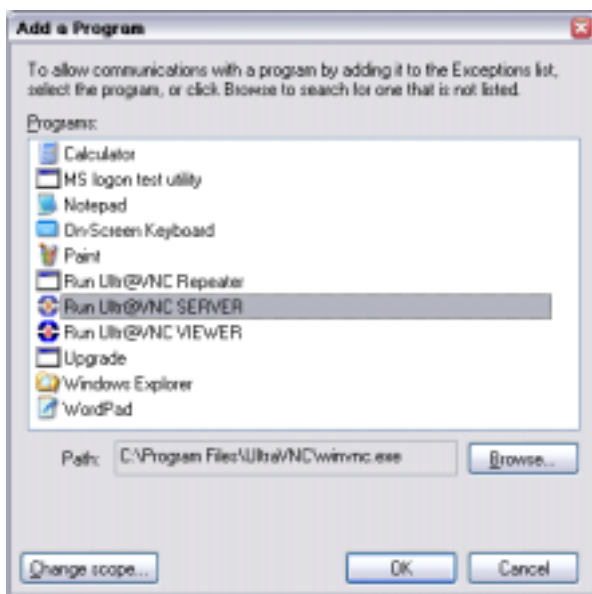 Add a Program
To allow communications with a program by adding it to the Exceptions list,
select the program, or click Browse to search for one that is not listed.
Programs:
Calculator
MS logon test utility
Notepad
On-Screen Keyboard
Paint
Run Ultr@VNC Repeater
Run Ultr@VNC SERVER
Run Ultr@VNC VIEWER
Upgrade
Windows Explorer
WordPad
Path: C:\Program Files\UltraVNC\winvnc.exe Browse...
Change scope... OK Cancel